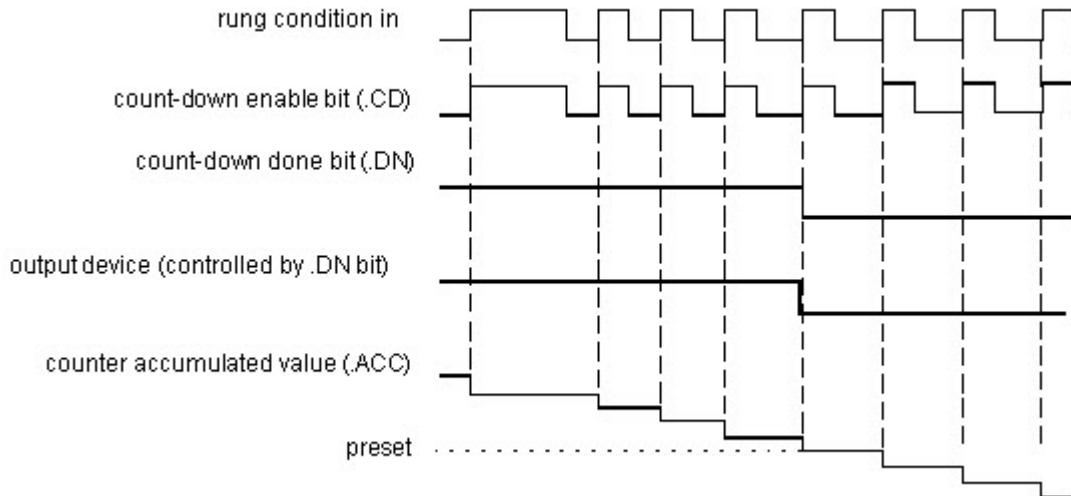 rung condition in
count-down enable bit (.CD)
count-down done bit (.DN)
output device (controlled by .DN bit)
counter accumulated value (.ACC)
preset